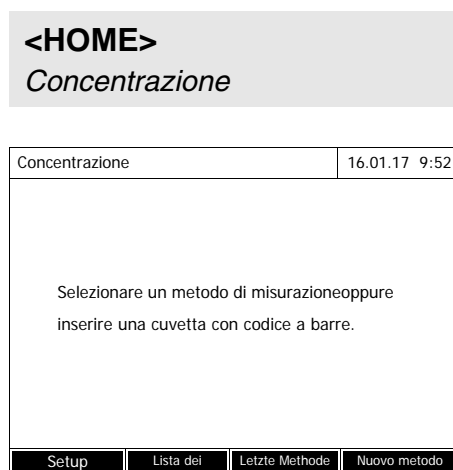 <HOME>
Concentrazione
Concentrazione 16.01.17 9:52
Selezionare un metodo di misurazioneoppure
inserire una cuvetta con codice a barre.
Setup Lista dei Letzte Methode Nuovo metodo